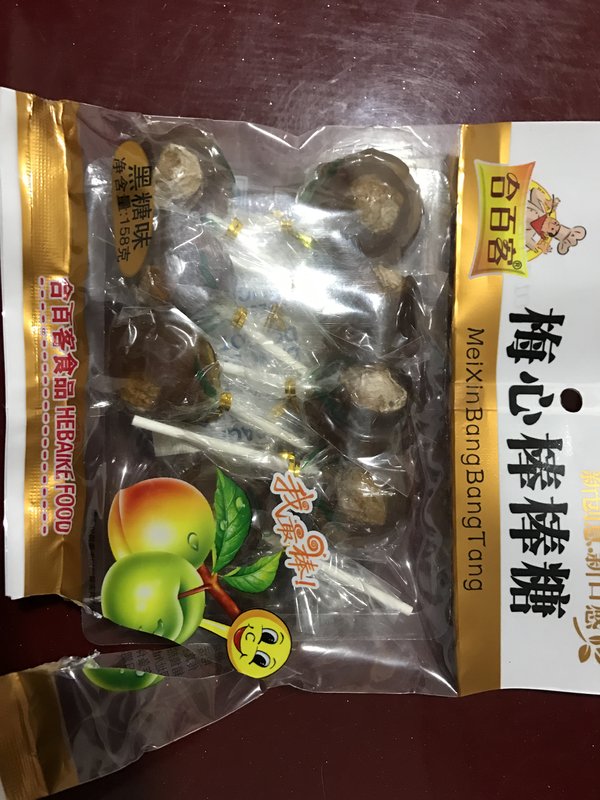 合百客®
梅心棒棒糖
MeiXinBangBangTang
黑糖味
净含量:158克
我最棒!
合百客食品 HEBAIKE FOOD